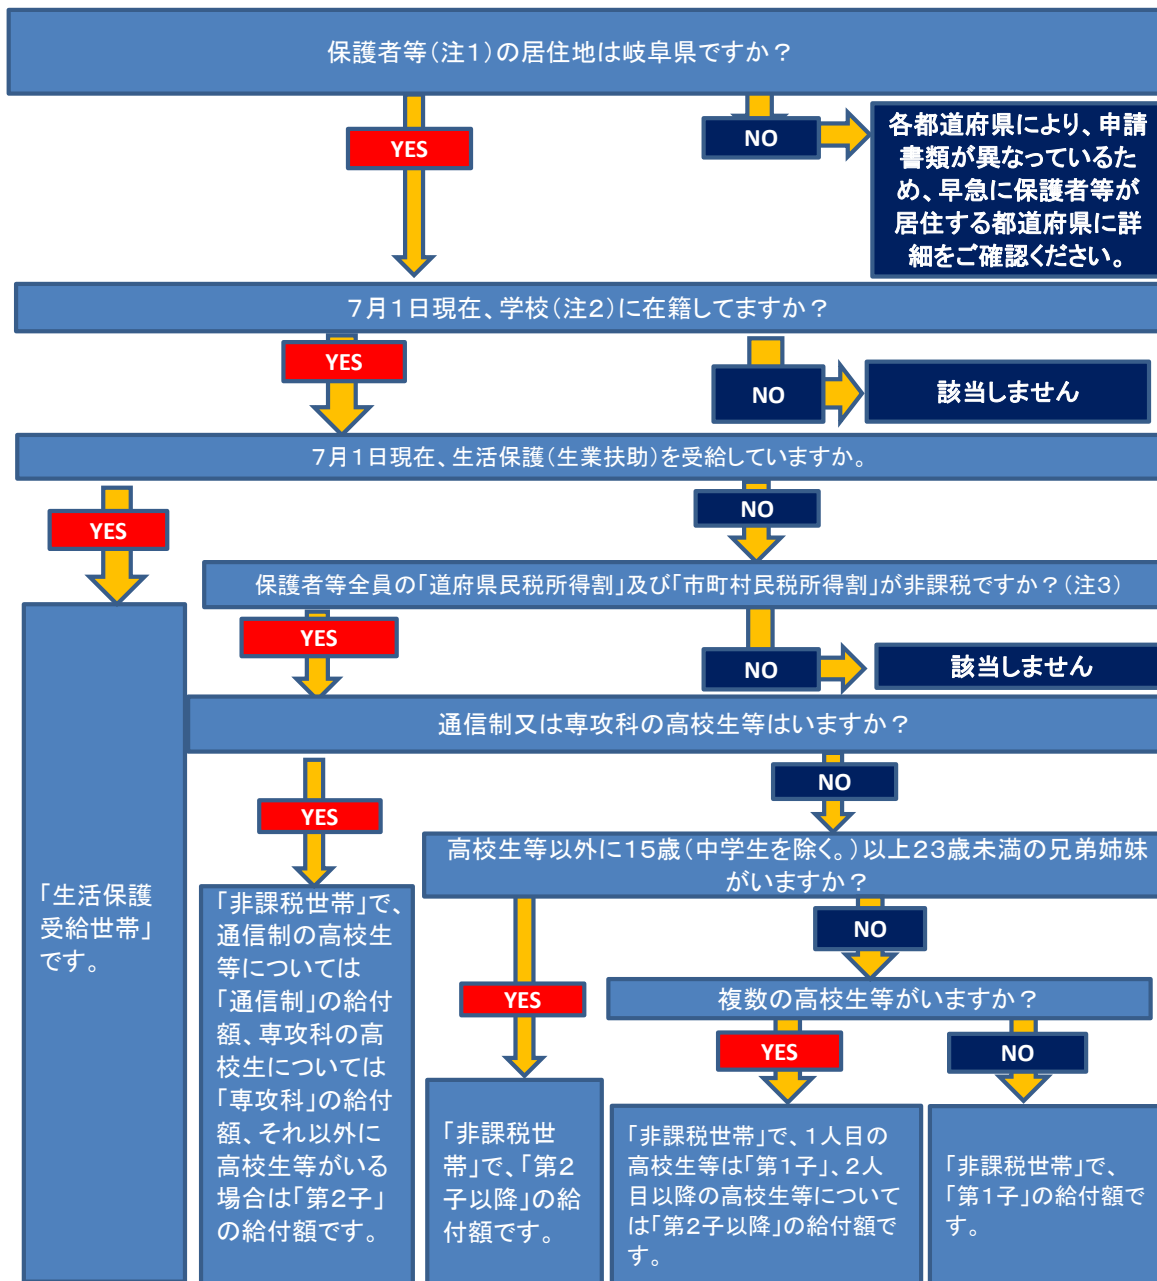 保護者等(注1)の居住地は岐阜県ですか？
YES
NO
各都道府県により、申請
書類が異なっているた
め、早急に保護者等が
居住する都道府県に詳
細をご確認ください。
7月1日現在、学校(注2)に在籍してますか？
YES
NO
該当しません
7月1日現在、生活保護(生業扶助)を受給していますか。
YES
NO
保護者等全員の「道府県民税所得割」及び「市町村民税所得割」が非課税ですか？(注3)
YES
NO
該当しません
通信制又は専攻科の高校生等はいますか？
YES
NO
高校生等以外に15歳(中学生を除く。)以上23歳未満の兄弟姉妹
がいますか？
YES
NO
複数の高校生等がいますか？
YES
NO
「生活保護
受給世帯」
です。
「非課税世帯」で、
通信制の高校生
等については
「通信制」の給付
額、専攻科の高
校生については
「専攻科」の給付
額、それ以外に
高校生等がいる
場合は「第2子」
の給付額です。
「非課税世
帯」で、「第2
子以降」の給
付額です。
「非課税世帯」で、1人目の
高校生等は「第1子」、2人
目以降の高校生等について
は「第2子以降」の給付額で
す。
「非課税世帯」で、
「第1子」の給付額で
す。